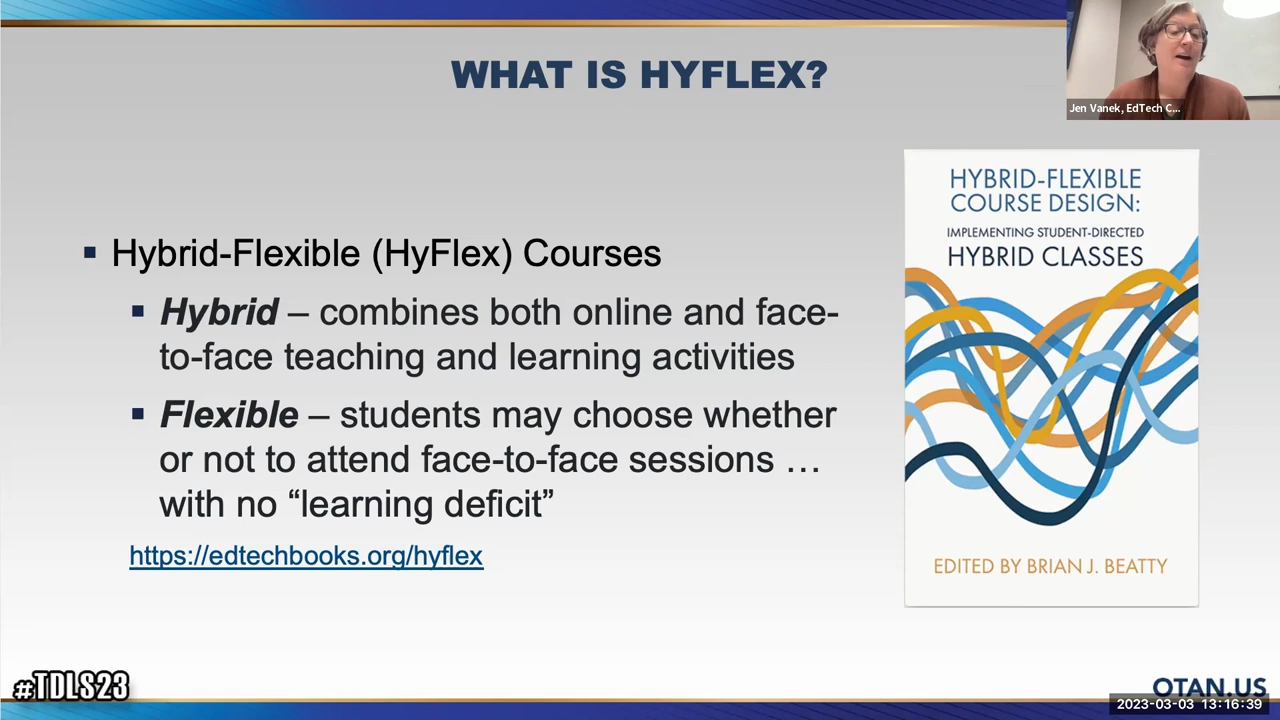 WHAT IS HYFLEX?
Jen Vanek, EdTech C...
Hybrid-Flexible (HyFlex) Courses
Hybrid – combines both online and face-
to-face teaching and learning activities
Flexible – students may choose whether
or not to attend face-to-face sessions …
with no “learning deficit”
https://edtechbooks.org/hyflex
HYBRID-FLEXIBLE
COURSE DESIGN:
IMPLEMENTING STUDENT-DIRECTED
HYBRID CLASSES
EDITED BY BRIAN J. BEATTY
#TDLS23
OTAN.US
2023-03-03 13:16:39